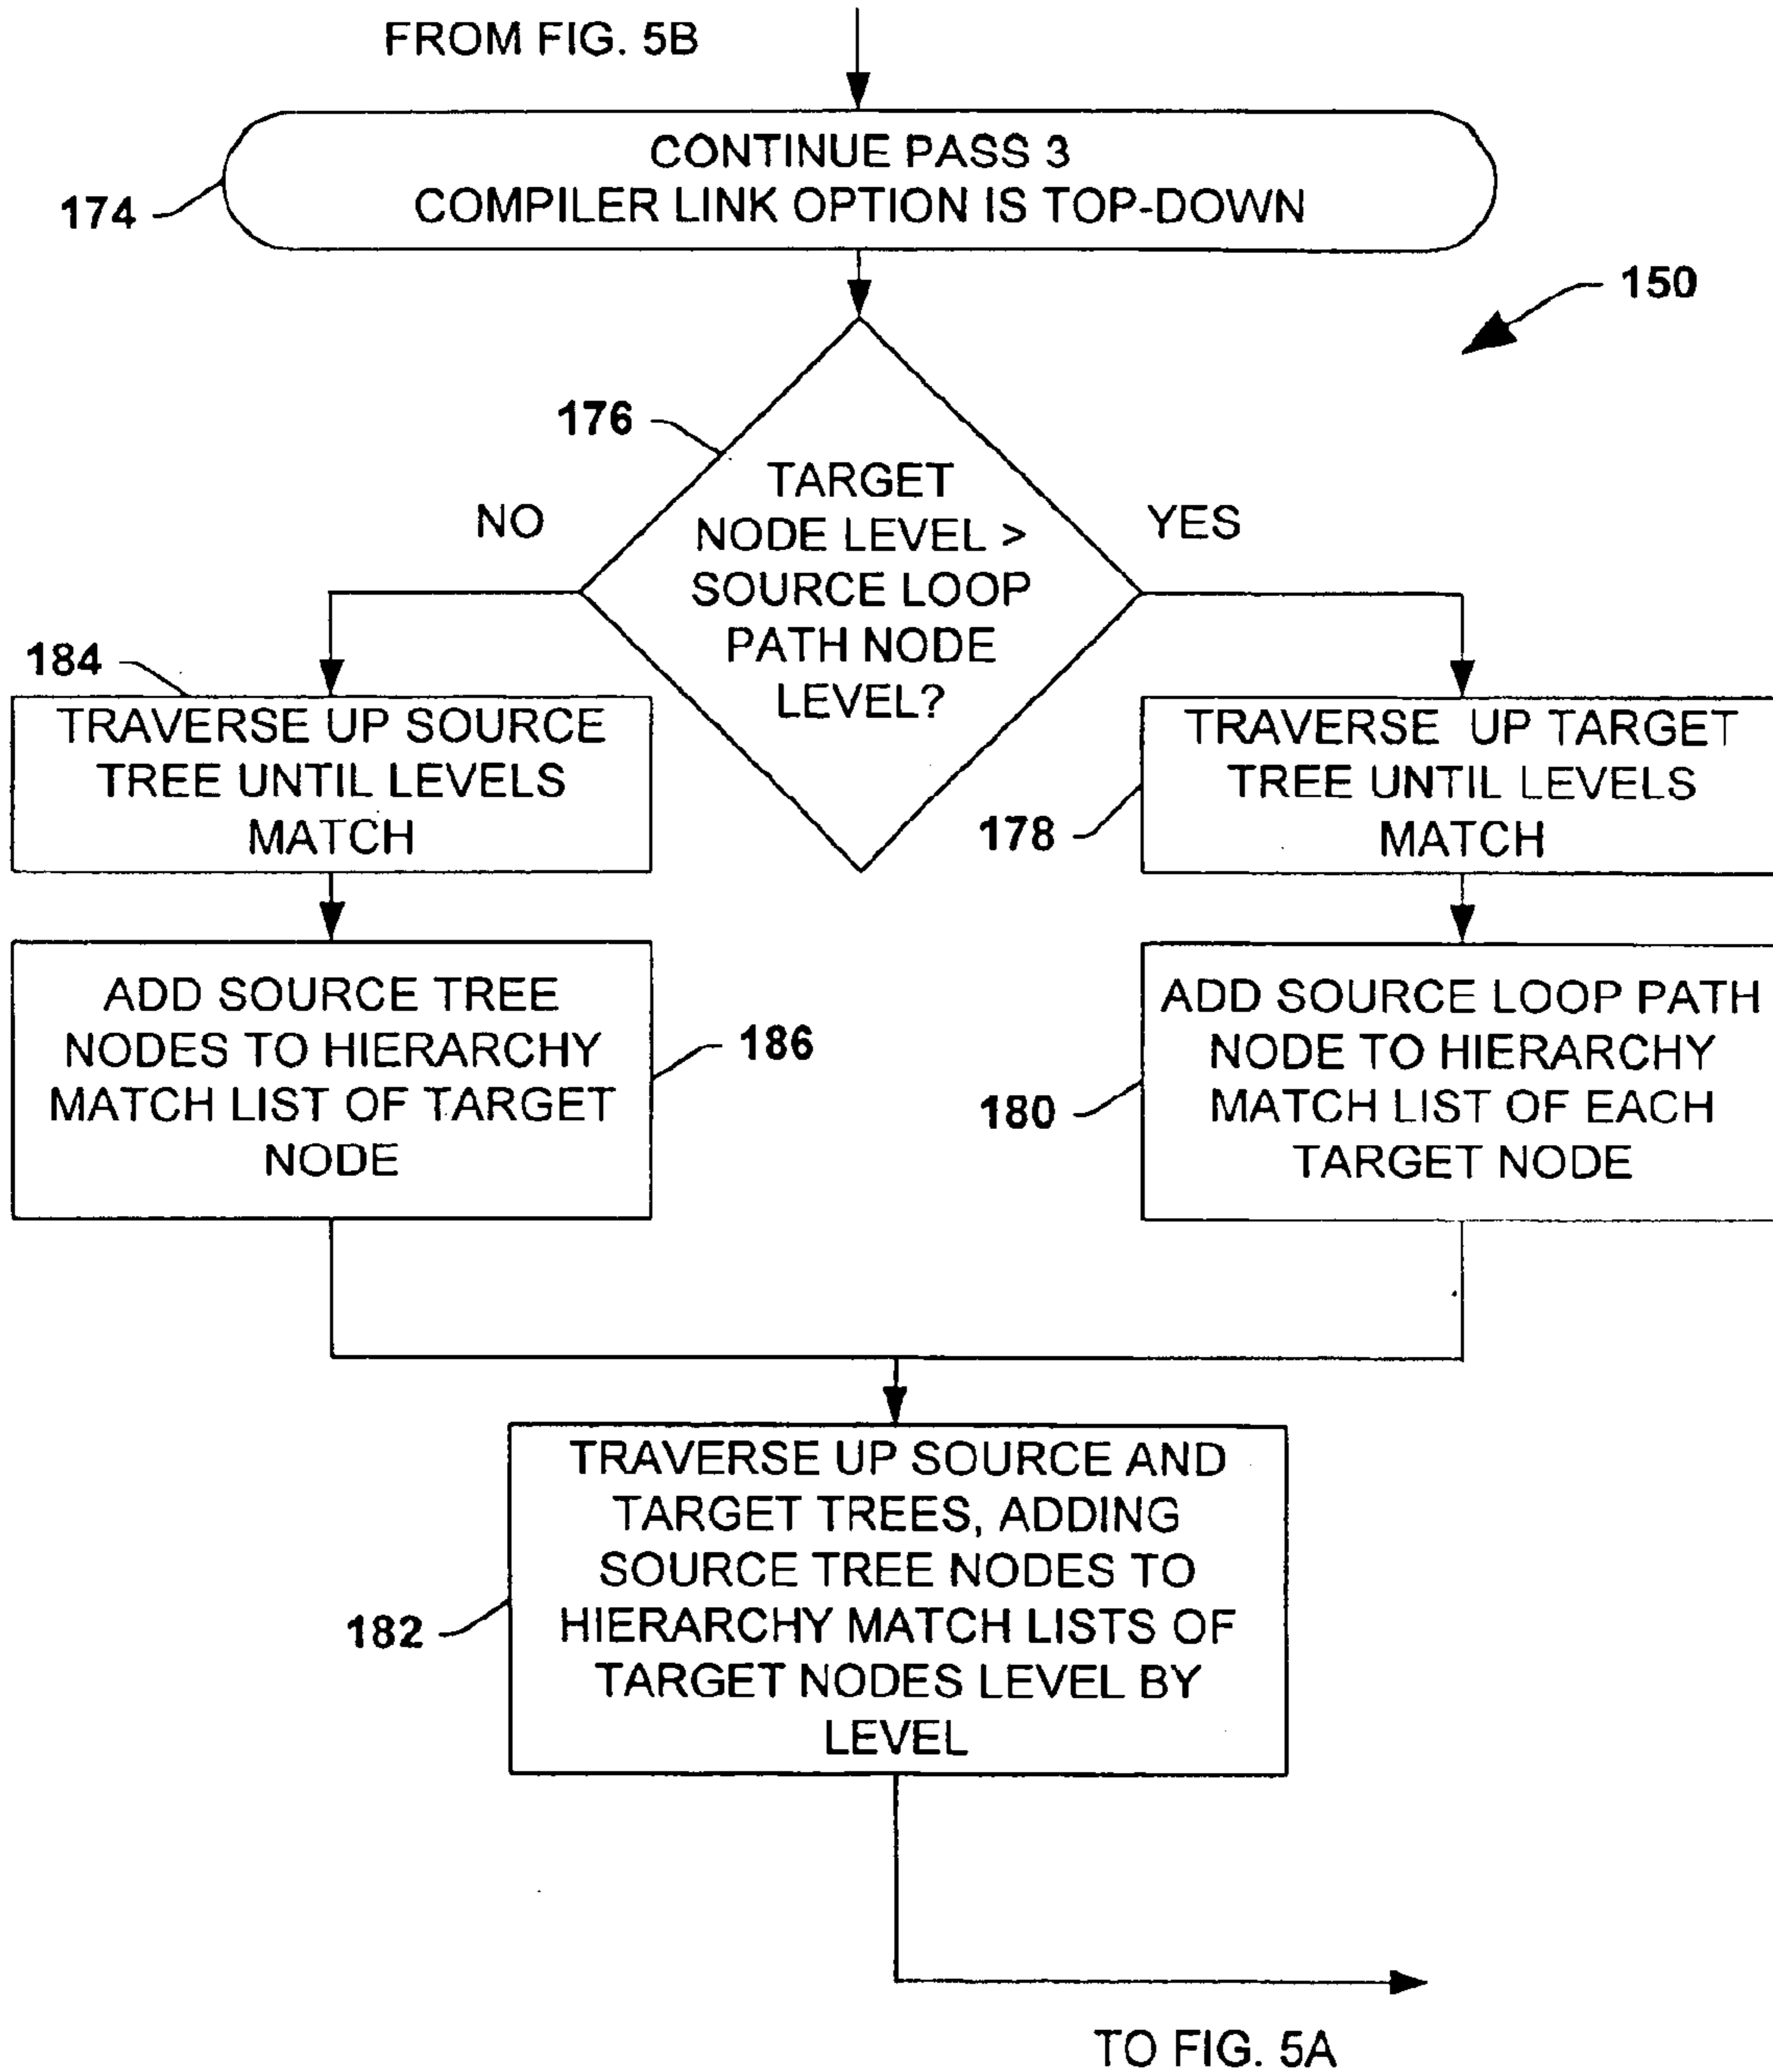 FROM FIG. 5B
CONTINUE PASS 3
COMPILER LINK OPTION IS TOP-DOWN
174
150
176
TARGET
NODE LEVEL >
SOURCE LOOP
PATH NODE
LEVEL?
NO
YES
184
TRAVERSE UP SOURCE
TREE UNTIL LEVELS
MATCH
TRAVERSE UP TARGET
TREE UNTIL LEVELS
MATCH
178
ADD SOURCE TREE
NODES TO HIERARCHY
MATCH LIST OF TARGET
NODE
186
ADD SOURCE LOOP PATH
NODE TO HIERARCHY
MATCH LIST OF EACH
TARGET NODE
180
TRAVERSE UP SOURCE AND
TARGET TREES, ADDING
SOURCE TREE NODES TO
HIERARCHY MATCH LISTS OF
TARGET NODES LEVEL BY
LEVEL
182
TO FIG. 5A